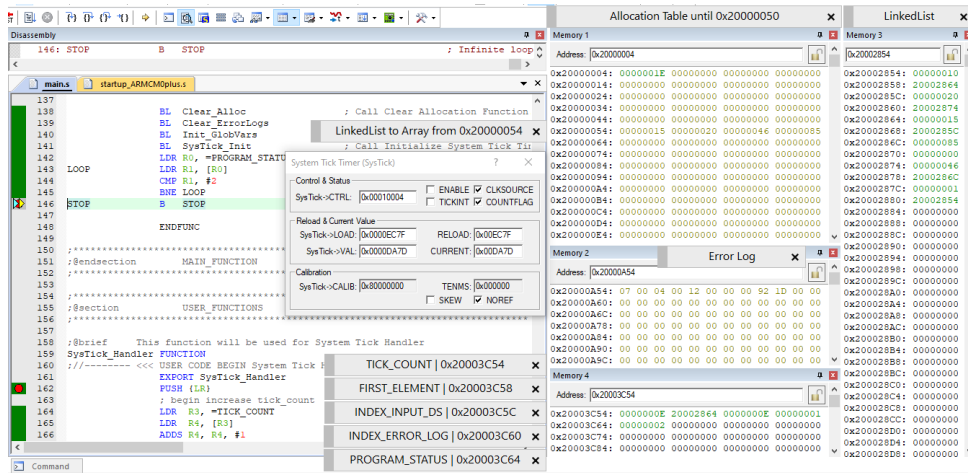 Allocation Table until 0x20000050
LinkedList
Disassembly
146: STOP B STOP ; Infinite loop
main.s
startup_ARMCM0plus.s
137
138 BL Clear_Alloc ; Call Clear Allocation Function
139 BL Clear_ErrorLogs
140 BL Init_GlobVars
141 BL SysTick_Init ; Call Initialize System Tick Tim
142 LDR R0, =PROGRAM_STATU
143 LOOP LDR R1, [R0]
144 CMP R1, #2
145 BNE LOOP
146 STOP B STOP
147
148 ENDFUNC
149
150 ;***
151 ;@endsection MAIN_FUNCTION
152 ;***
153
154 ;***
155 ;@section USER_FUNCTIONS
156 ;***
157
158 ;@brief This function will be used for System Tick Handler
159 SysTick_Handler FUNCTION
160 ;//-------- <<< USER CODE BEGIN System Tick H
161 EXPORT SysTick_Handler
162 PUSH {LR}
163 ; begin increase tick_count
164 LDR R3, =TICK_COUNT
165 LDR R4, [R3]
166 ADDS R4, R4, #1
Command
LinkedList to Array from 0x20000054
System Tick Timer (SysTick)
Control & Status
SysTick->CTRL: 0x00010004
ENABLE CLKSOURCE
TICKINT COUNTFLAG
Reload & Current Value
SysTick->LOAD: 0x0000EC7F RELOAD: 0x00EC7F
SysTick->VAL: 0x0000DA7D CURRENT: 0x00DA7D
Calibration
SysTick->CALIB: 0x80000000 TENMS: 0x000000
SKEW NOREF
TICK_COUNT | 0x20003C54
FIRST_ELEMENT | 0x20003C58
INDEX_INPUT_DS | 0x20003C5C
INDEX_ERROR_LOG | 0x20003C60
PROGRAM_STATUS | 0x20003C64
Memory 1
Address: 0x20000004
0x20000004: 0000001E 00000000 00000000 00000000
0x20000014: 00000000 00000000 00000000 00000000
0x20000024: 00000000 00000000 00000000 00000000
0x20000034: 00000000 00000000 00000000 00000000
0x20000044: 00000000 00000000 00000000 00000000
0x20000054: 00000015 00000020 00000046 00000085
0x20000064: 00000000 00000000 00000000 00000000
0x20000074: 00000000 00000000 00000000 00000000
0x20000084: 00000000 00000000 00000000 00000000
0x20000094: 00000000 00000000 00000000 00000000
0x200000A4: 00000000 00000000 00000000 00000000
0x200000B4: 00000000 00000000 00000000 00000000
0x200000C4: 00000000 00000000 00000000 00000000
0x200000D4: 00000000 00000000 00000000 00000000
0x200000E4: 00000000 00000000 00000000 00000000
Memory 2
Error Log
Address: 0x20000A54
0x20000A54: 07 00 04 00 12 00 00 00 92 1D 00 00
0x20000A60: 00 00 00 00 00 00 00 00 00 00 00 00
0x20000A6C: 00 00 00 00 00 00 00 00 00 00 00 00
0x20000A78: 00 00 00 00 00 00 00 00 00 00 00 00
0x20000A84: 00 00 00 00 00 00 00 00 00 00 00 00
0x20000A90: 00 00 00 00 00 00 00 00 00 00 00 00
0x20000A9C: 00 00 00 00 00 00 00 00 00 00 00 00
Memory 4
Address: 0x20003C54
0x20003C54: 0000000E 20002864 0000000E 00000001
0x20003C64: 00000002 00000000 00000000 00000000
0x20003C74: 00000000 00000000 00000000 00000000
0x20003C84: 00000000 00000000 00000000 00000000
Memory 3
Address: 0x20002854
0x20002854: 00000010
0x20002858: 20002864
0x2000285C: 00000020
0x20002860: 20002874
0x20002864: 00000015
0x20002868: 2000285C
0x2000286C: 00000085
0x20002870: 00000000
0x20002874: 00000046
0x20002878: 2000286C
0x2000287C: 00000001
0x20002880: 20002854
0x20002884: 00000000
0x20002888: 00000000
0x2000288C: 00000000
0x20002890: 00000000
0x20002894: 00000000
0x20002898: 00000000
0x2000289C: 00000000
0x200028A0: 00000000
0x200028A4: 00000000
0x200028A8: 00000000
0x200028AC: 00000000
0x200028B0: 00000000
0x200028B4: 00000000
0x200028B8: 00000000
0x200028BC: 00000000
0x200028C0: 00000000
0x200028C4: 00000000
0x200028C8: 00000000
0x200028CC: 00000000
0x200028D0: 00000000
0x200028D4: 00000000
0x200028D8: 00000000